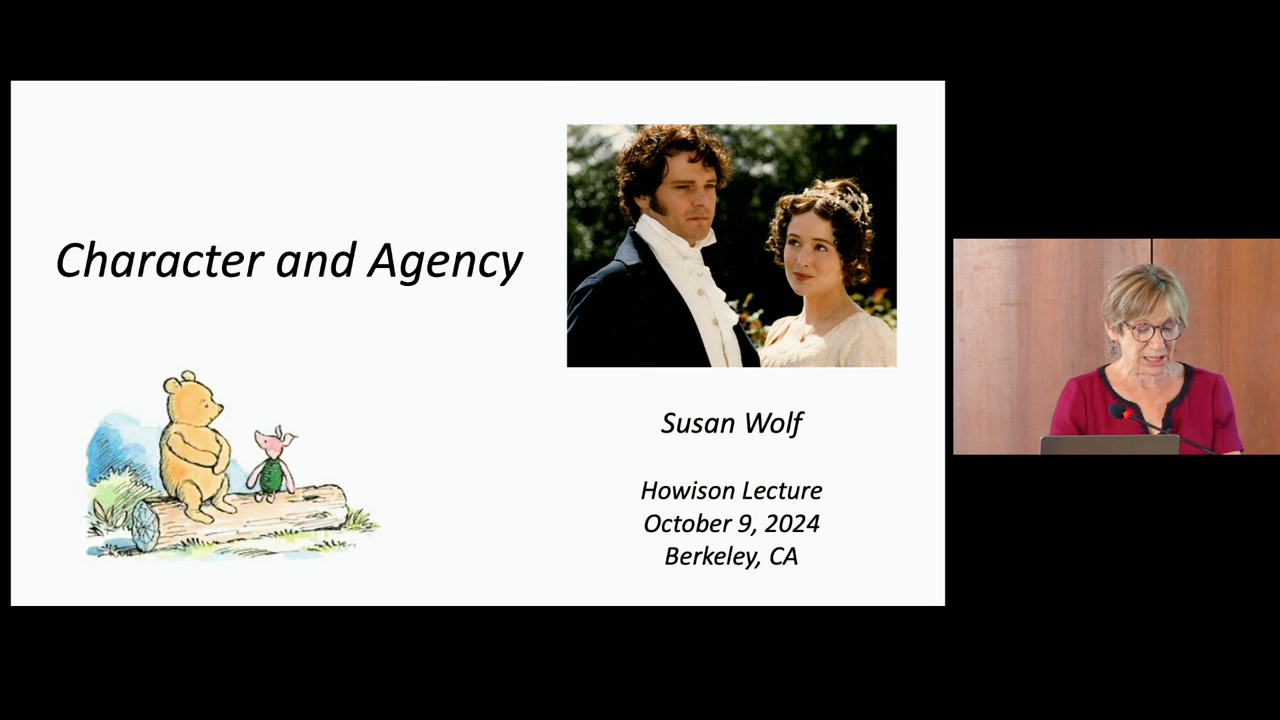 Character and Agency
Susan Wolf
Howison Lecture
October 9, 2024
Berkeley, CA